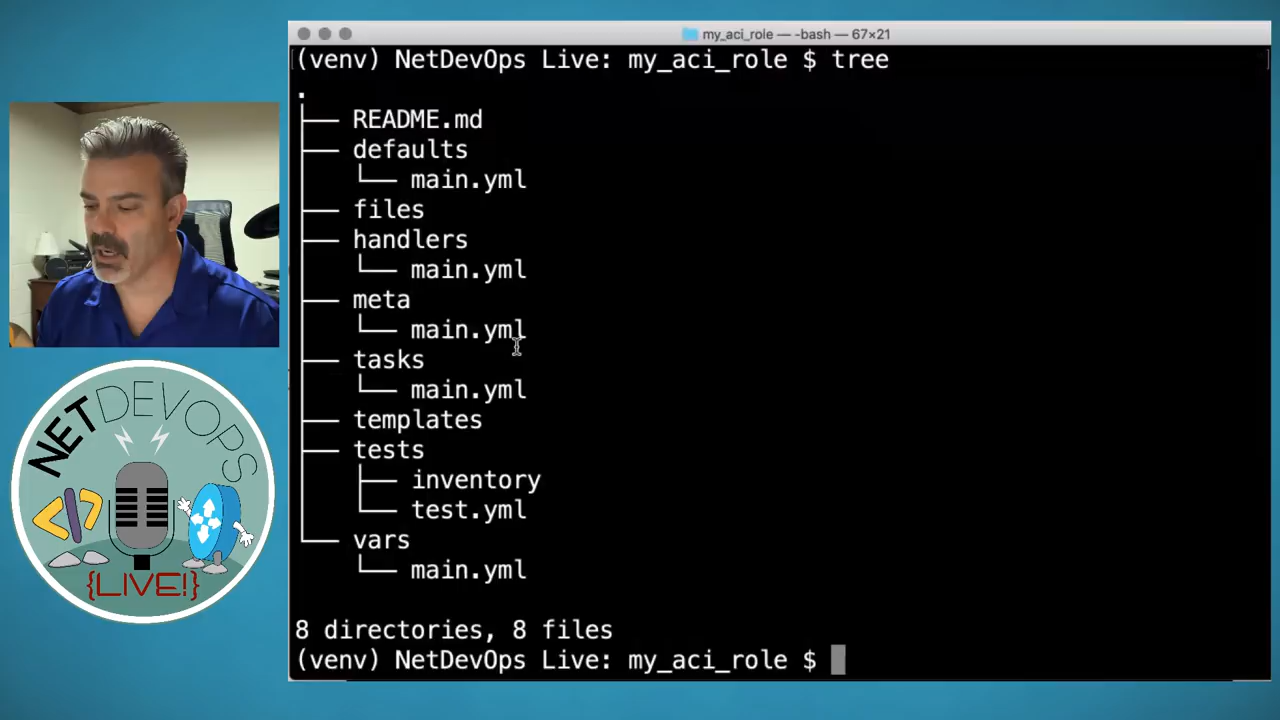 my_aci_role — -bash — 67×21
(venv) NetDevOps Live: my_aci_role $ tree
.
├── README.md
├── defaults
│   └── main.yml
├── files
├── handlers
│   └── main.yml
├── meta
│   └── main.yml
├── tasks
│   └── main.yml
├── templates
├── tests
│   ├── inventory
│   └── test.yml
└── vars
    └── main.yml
8 directories, 8 files
(venv) NetDevOps Live: my_aci_role $
NETDEVOPS
</>
{LIVE!}